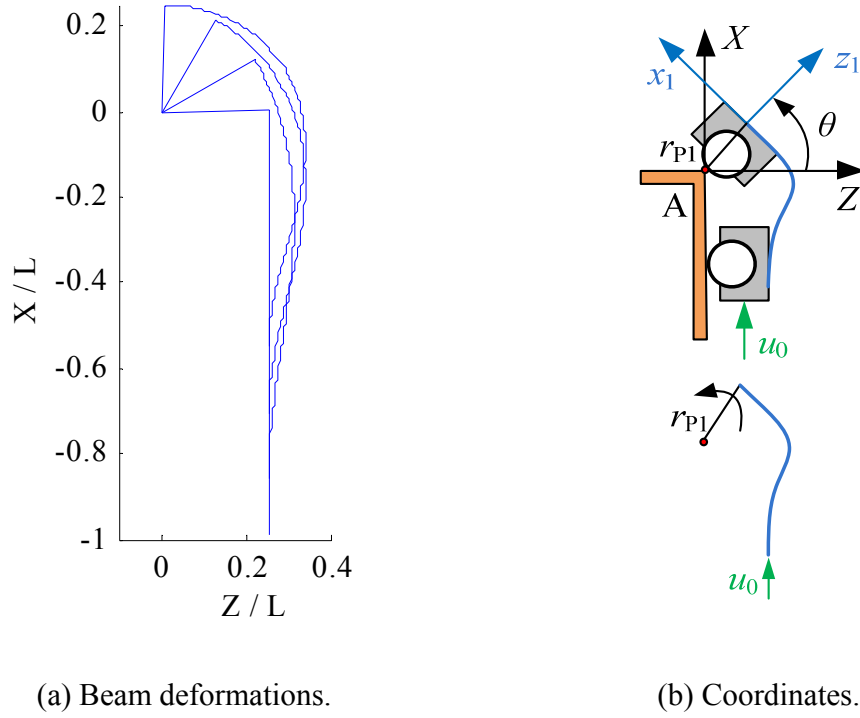 0.2
0
-0.2
-0.4
-0.6
-0.8
-1
X / L
0 0.2 0.4
Z / L
X
x1
z1
θ
rP1
Z
A
u0
rP1
u0
(a) Beam deformations.
(b) Coordinates.